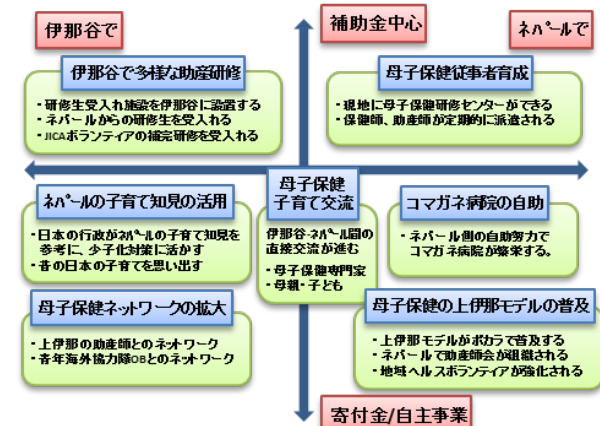 伊那谷で
補助金中心
ネパールで
伊那谷で多様な助産研修
・研修生受入れ施設を伊那谷に設置する
・ネパールからの研修生を受入れる
・JICAボランティアの補完研修を受入れる
母子保健従事者育成
・現地に母子保健研修センターができる
・保健師、助産師が定期的に派遣される
母子保健
子育て交流
伊那谷-ネパール間の
直接交流が進む
・母子保健専門家
・母親・子ども
ネパールの子育て知見の活用
・日本の行政がネパールの子育て知見を
参考に、少子化対策に活かす
・昔の日本の子育てを思い出す
コマガネ病院の自助
・ネパール側の自助努力で
コマガネ病院が繁栄する。
母子保健ネットワークの拡大
・上伊那の助産師とのネットワーク
・青年海外協力隊OBとのネットワーク
母子保健の上伊那モデルの普及
・上伊那モデルがポカラで普及する
・ネパールで助産師会が組織される
・地域ヘルスボランティアが強化される
寄付金/自主事業